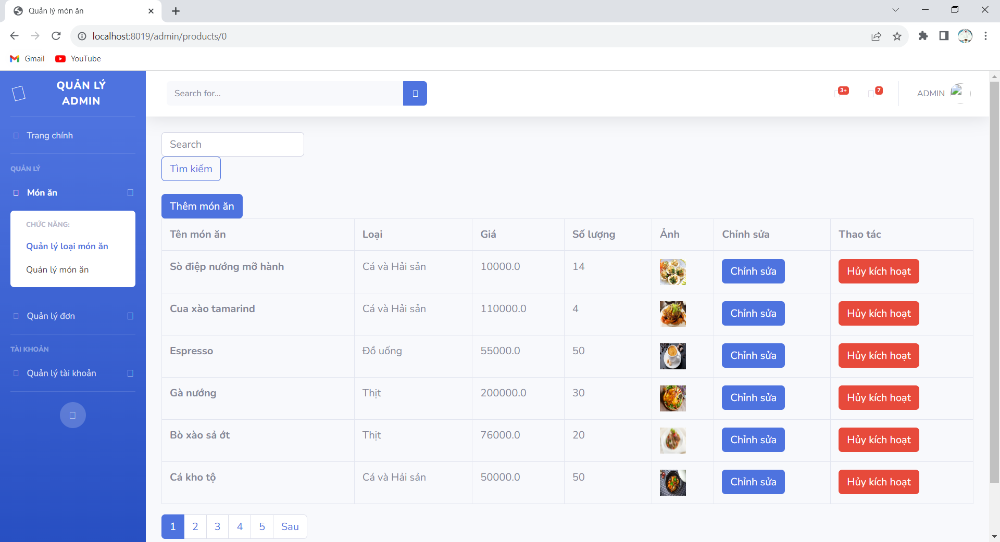 Quản lý món ăn
localhost:8019/admin/products/0
Gmail YouTube
QUẢN LÝ
ADMIN
Search for...
3+ 7 ADMIN
Trang chính
QUẢN LÝ
Món ăn
CHỨC NĂNG:
Quản lý loại món ăn
Quản lý món ăn
Quản lý đơn
TÀI KHOẢN
Quản lý tài khoản
Search
Tìm kiếm
Thêm món ăn
Tên món ăn Loại Giá Số lượng Ảnh Chỉnh sửa Thao tác
Sò điệp nướng mỡ hành Cá và Hải sản 10000.0 14 Chỉnh sửa Hủy kích hoạt
Cua xào tamarind Cá và Hải sản 110000.0 4 Chỉnh sửa Hủy kích hoạt
Espresso Đồ uống 55000.0 50 Chỉnh sửa Hủy kích hoạt
Gà nướng Thịt 200000.0 30 Chỉnh sửa Hủy kích hoạt
Bò xào sả ớt Thịt 76000.0 20 Chỉnh sửa Hủy kích hoạt
Cá kho tộ Cá và Hải sản 50000.0 50 Chỉnh sửa Hủy kích hoạt
1 2 3 4 5 Sau